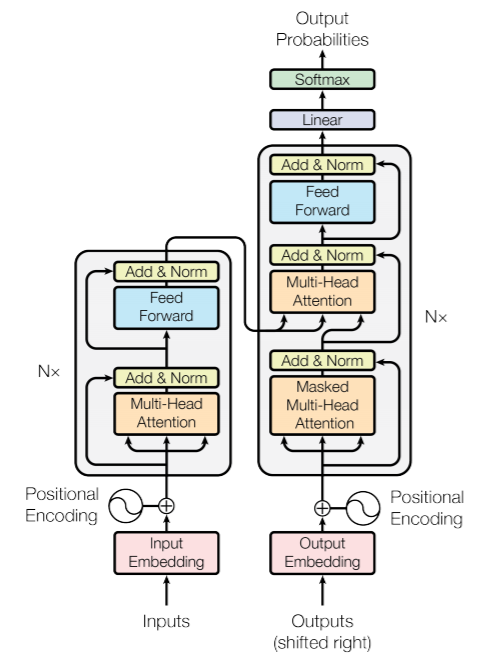 Output
Probabilities
Softmax
Linear
Add & Norm
Feed
Forward
Add & Norm
Multi-Head
Attention
Nx
Add & Norm
Masked
Multi-Head
Attention
Add & Norm
Feed
Forward
Nx
Add & Norm
Multi-Head
Attention
Positional
Encoding
Positional
Encoding
Input
Embedding
Output
Embedding
Inputs
Outputs
(shifted right)